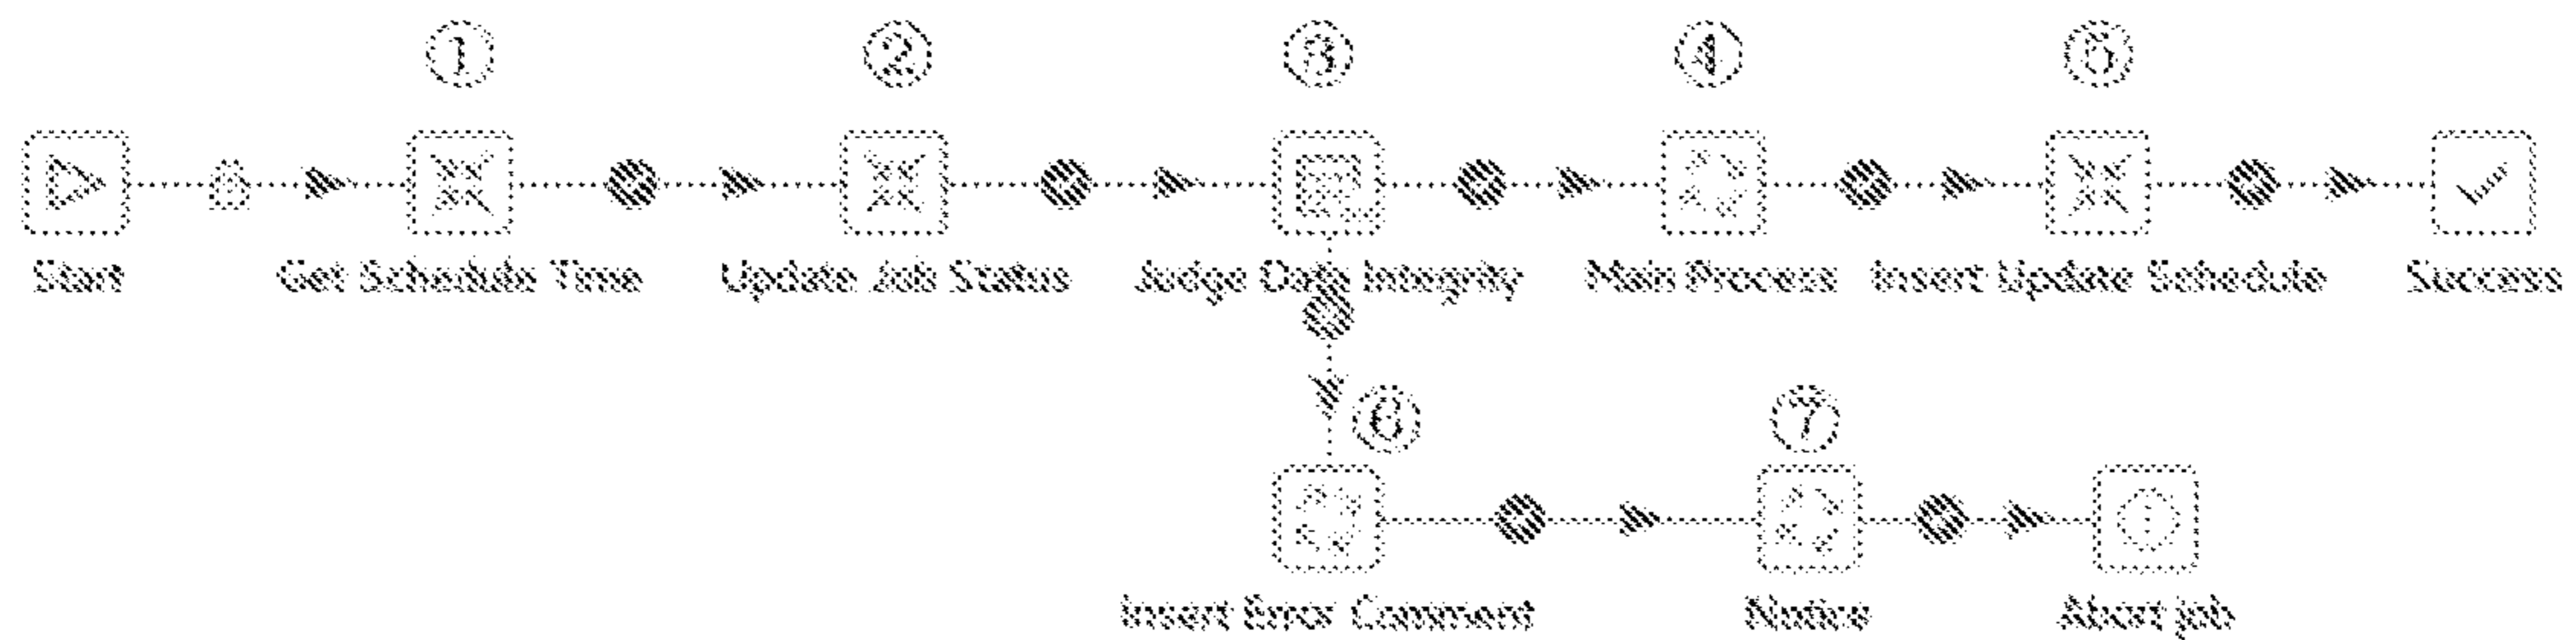 ① ② ③ ④ ⑤
Start Get Schedule Time Update Job Status Judge Data Integrity Main Process Insert Update Schedule Success
⑥ ⑦
Insert Error Comment Notice Abort job